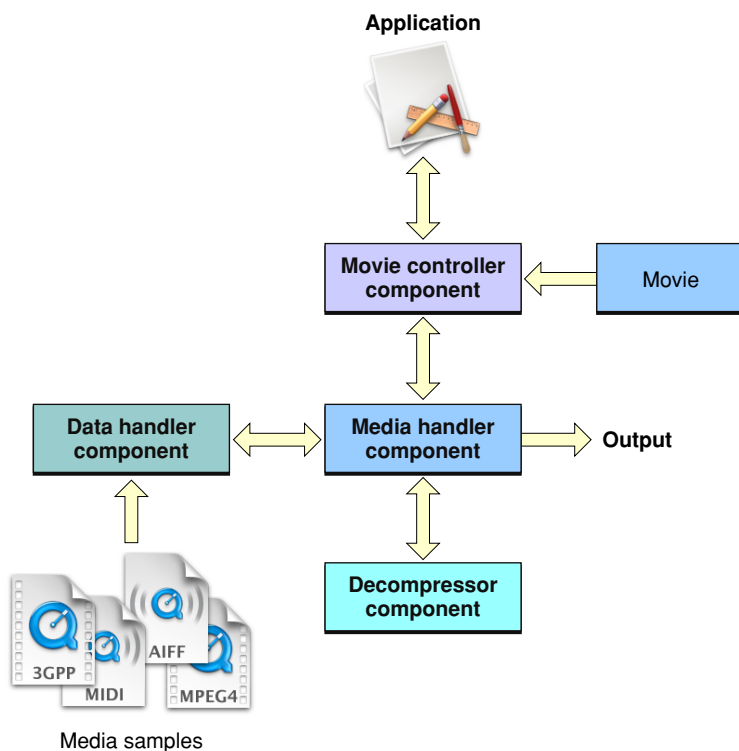 Application
Movie controller
component
Movie
Data handler
component
Media handler
component
Output
Decompressor
component
3GPP
MIDI
AIFF
MPEG4
Media samples